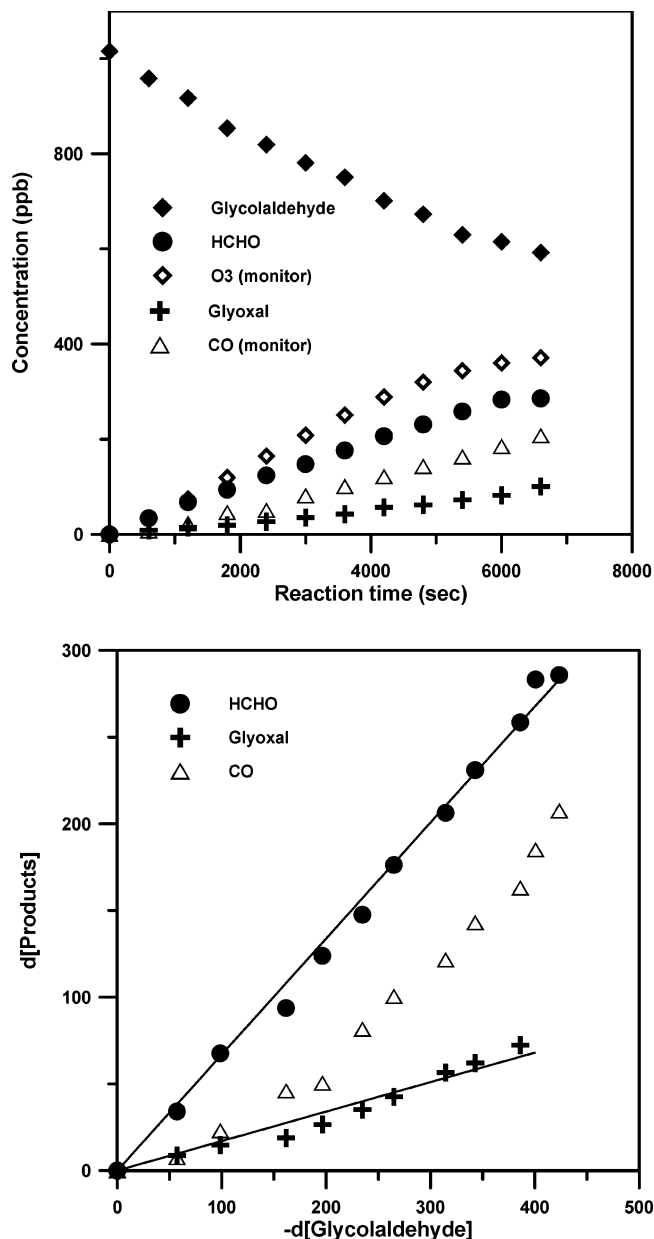 800
400
0
Concentration (ppb)
Glycolaldehyde
HCHO
O3 (monitor)
Glyoxal
CO (monitor)
0 2000 4000 6000 8000
Reaction time (sec)
300
200
100
0
d[Products]
HCHO
Glyoxal
CO
0 100 200 300 400 500
-d[Glycolaldehyde]